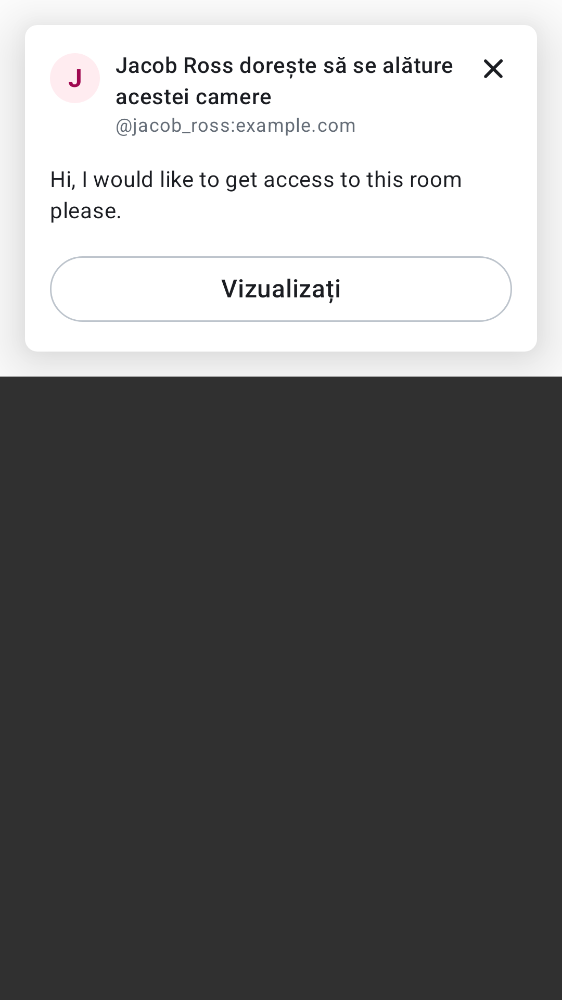 J
Jacob Ross dorește să se alăture
acestei camere
@jacob_ross:example.com
Hi, I would like to get access to this room
please.
Vizualizați